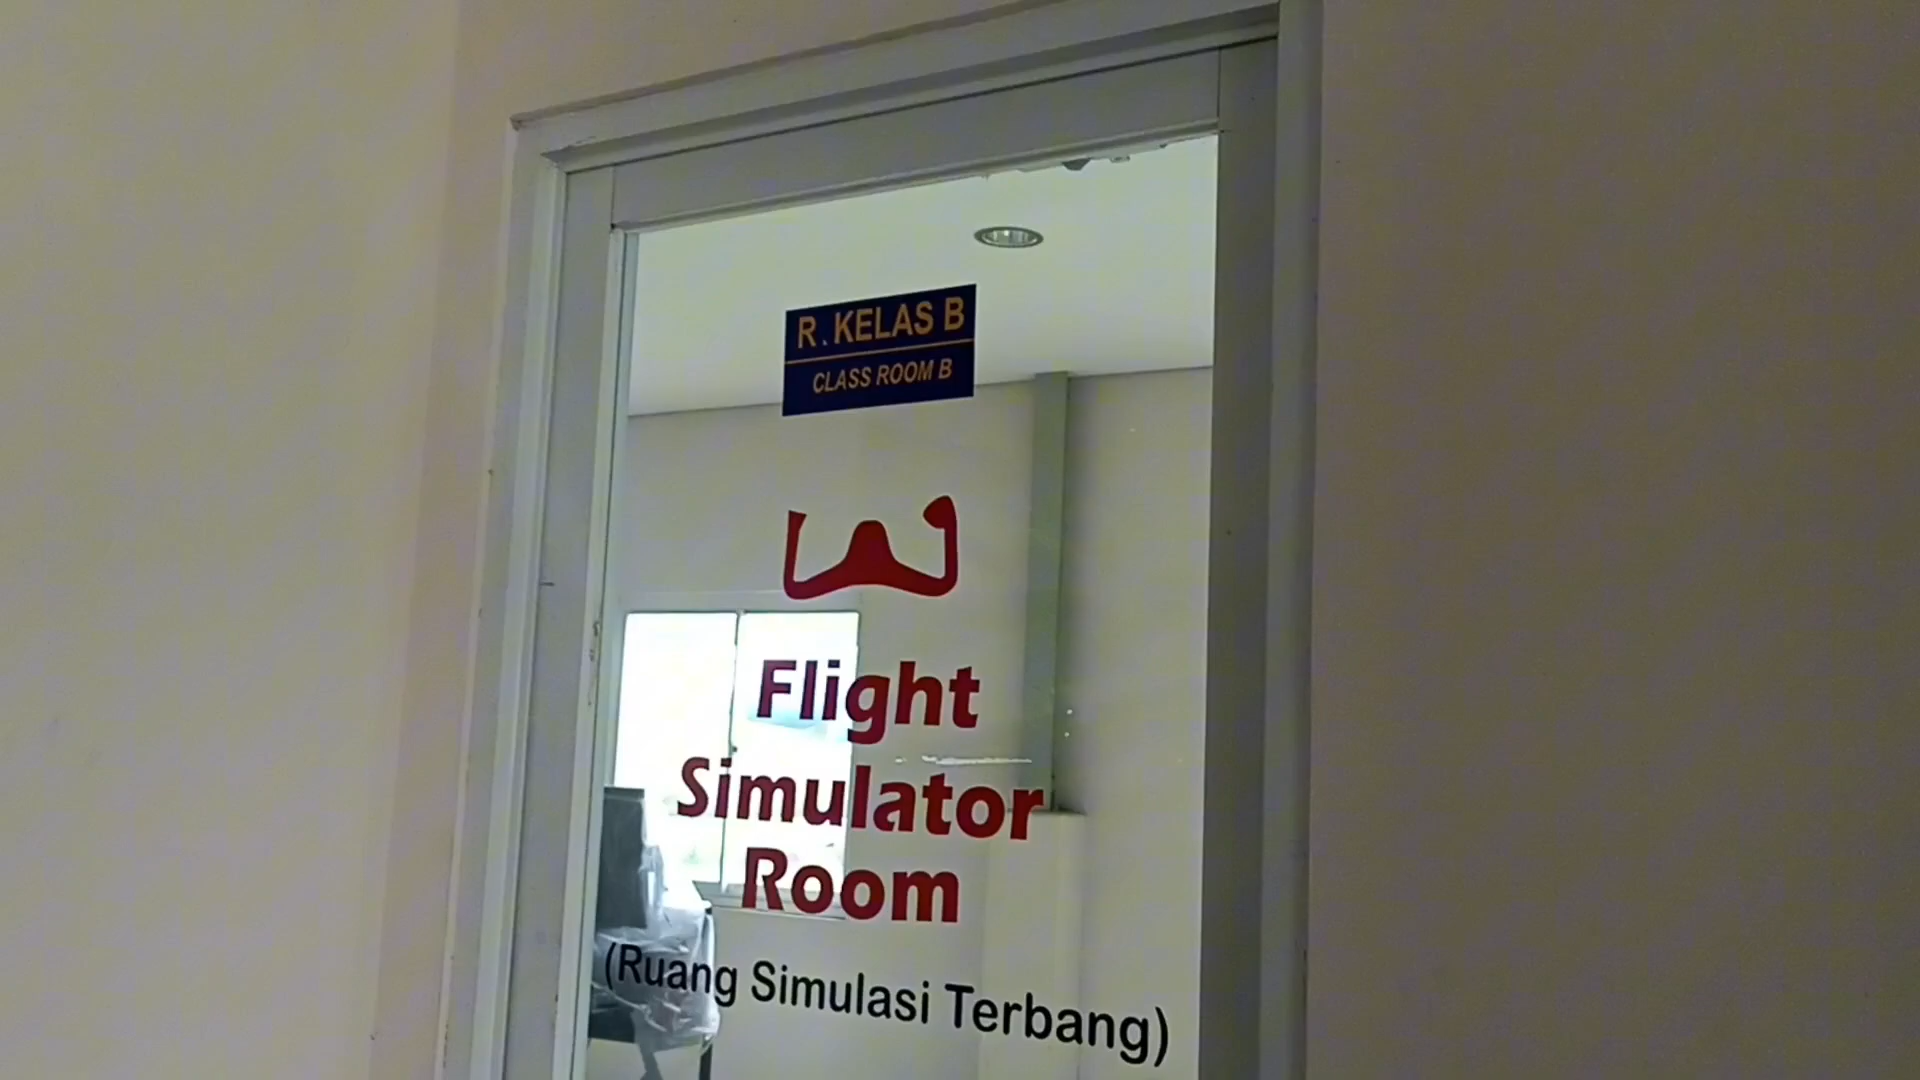 R. KELAS B
CLASS ROOM B
Flight
Simulator
Room
(Ruang Simulasi Terbang)